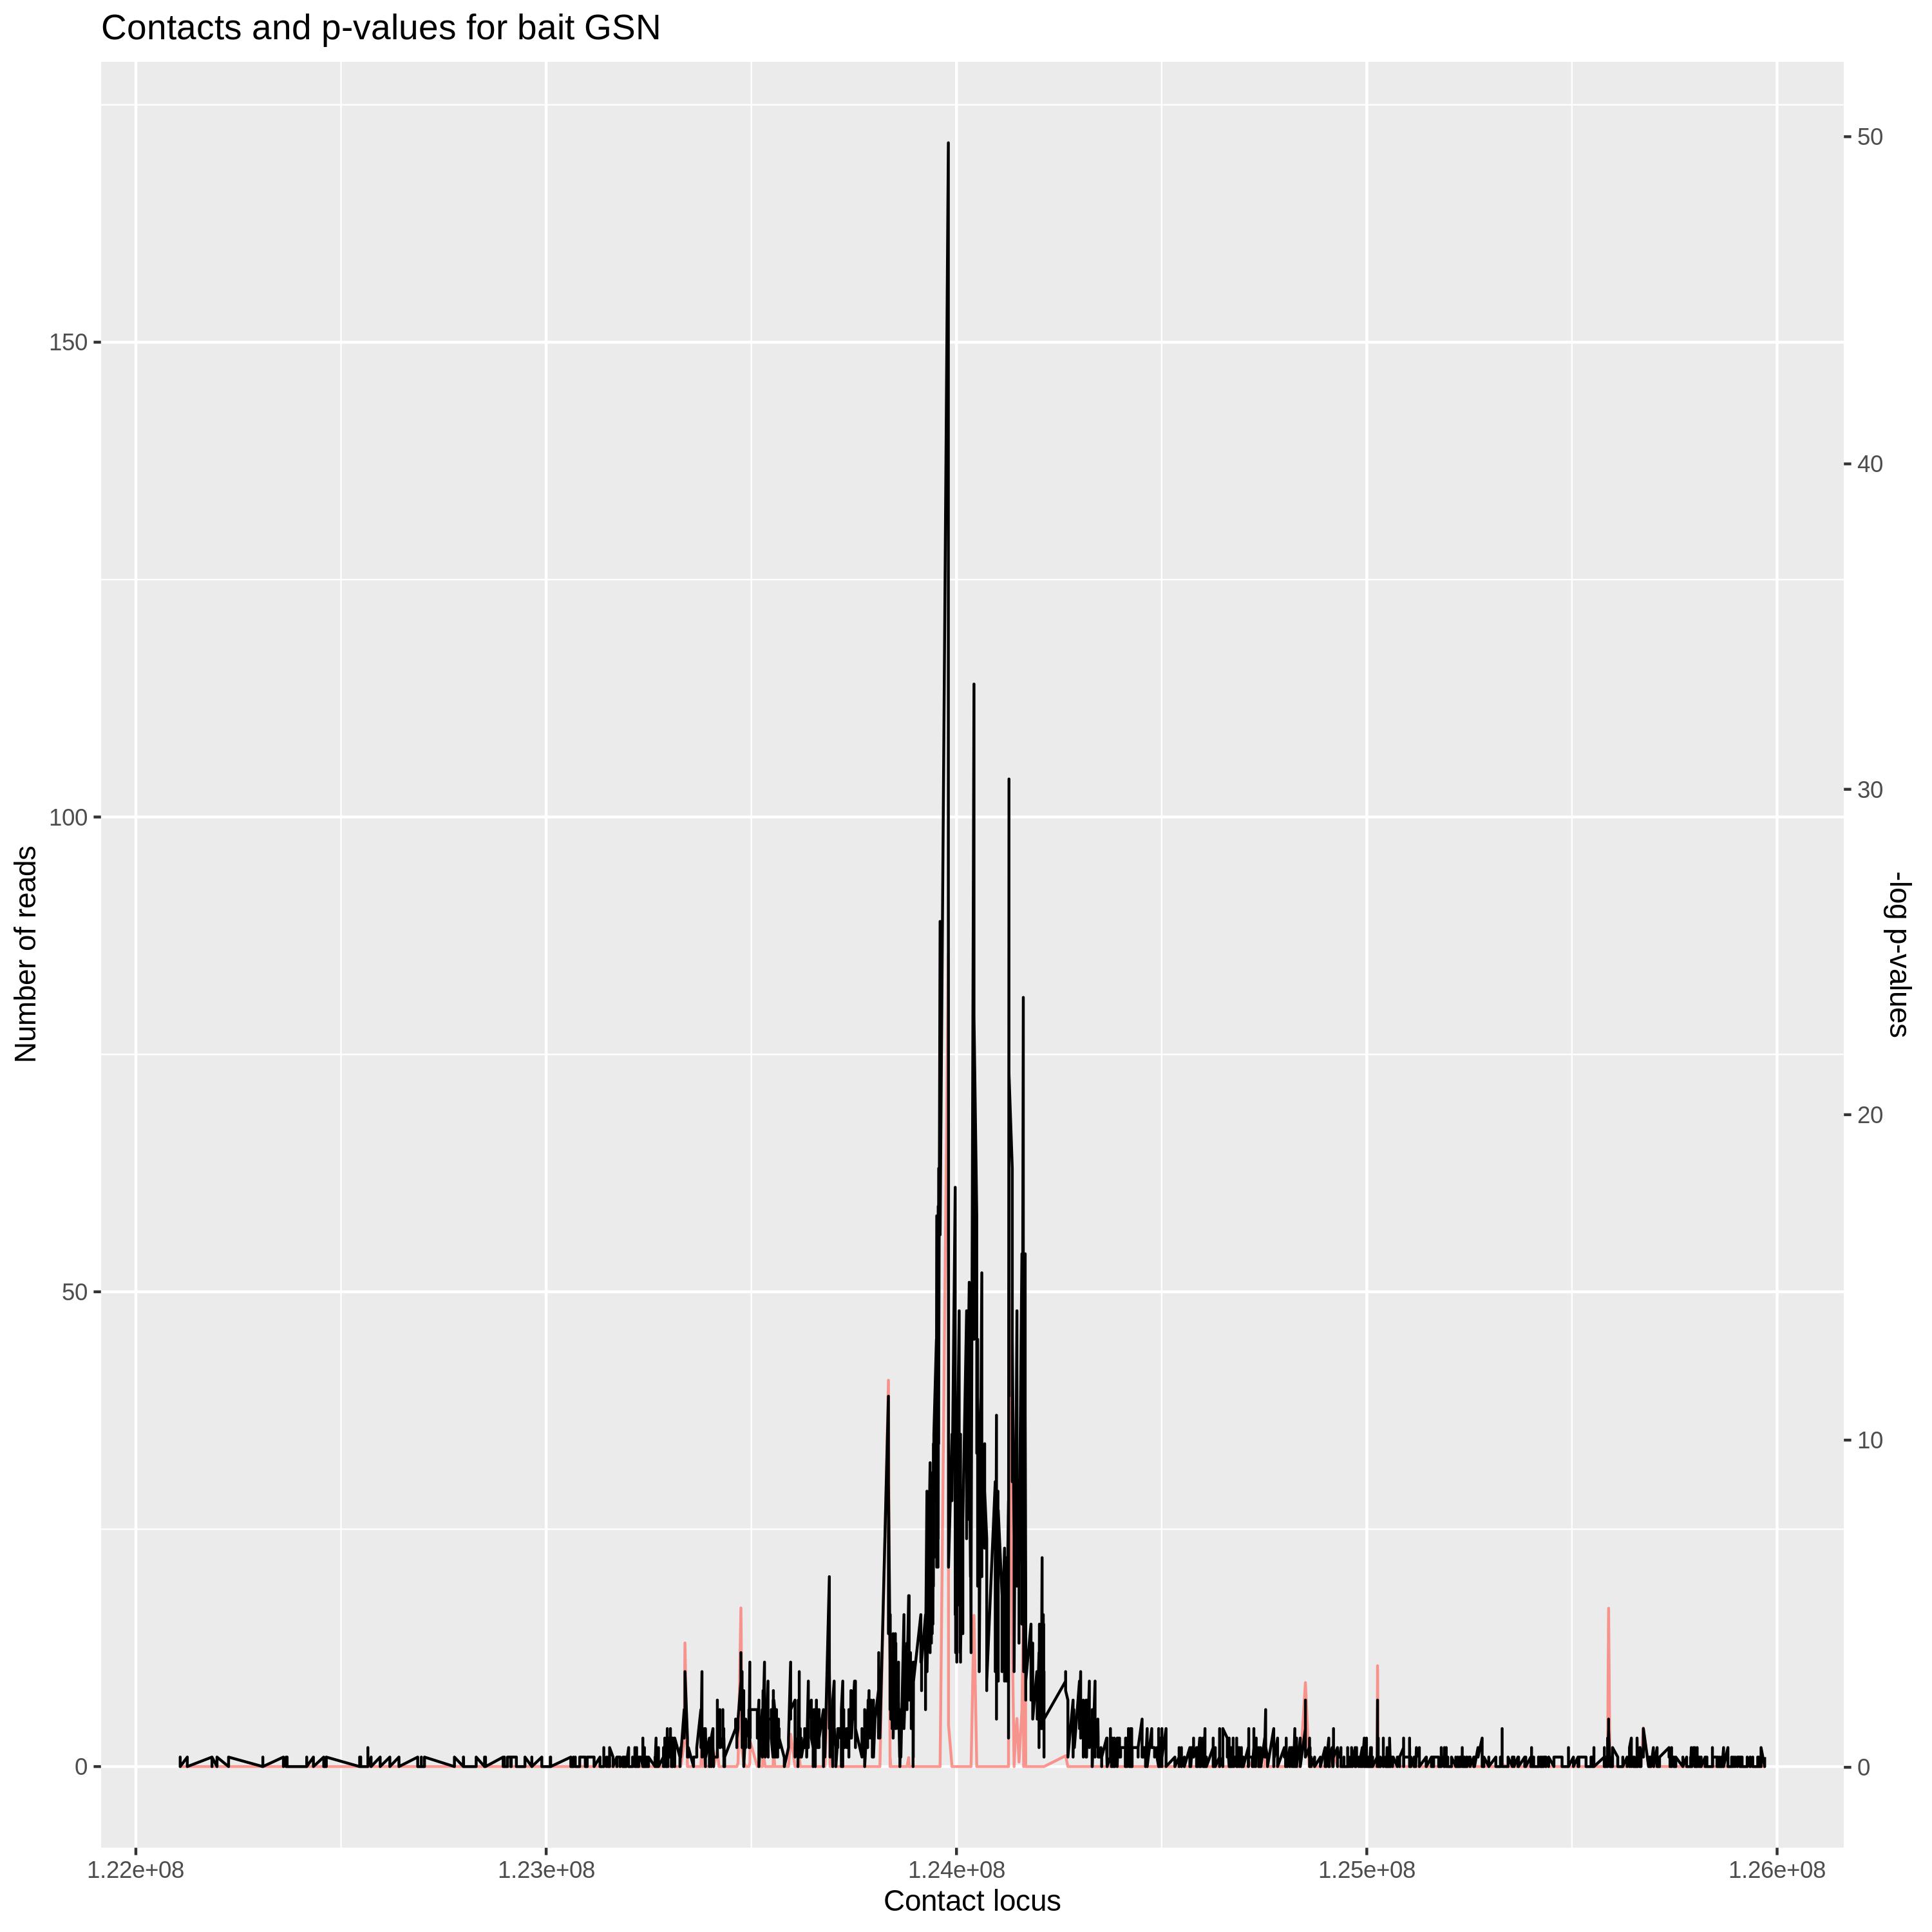 Contacts and p-values for bait GSN
150
100
50
0
Number of reads
50
40
30
20
10
0
-log p-values
1.22e+08
1.23e+08
1.24e+08
1.25e+08
1.26e+08
Contact locus